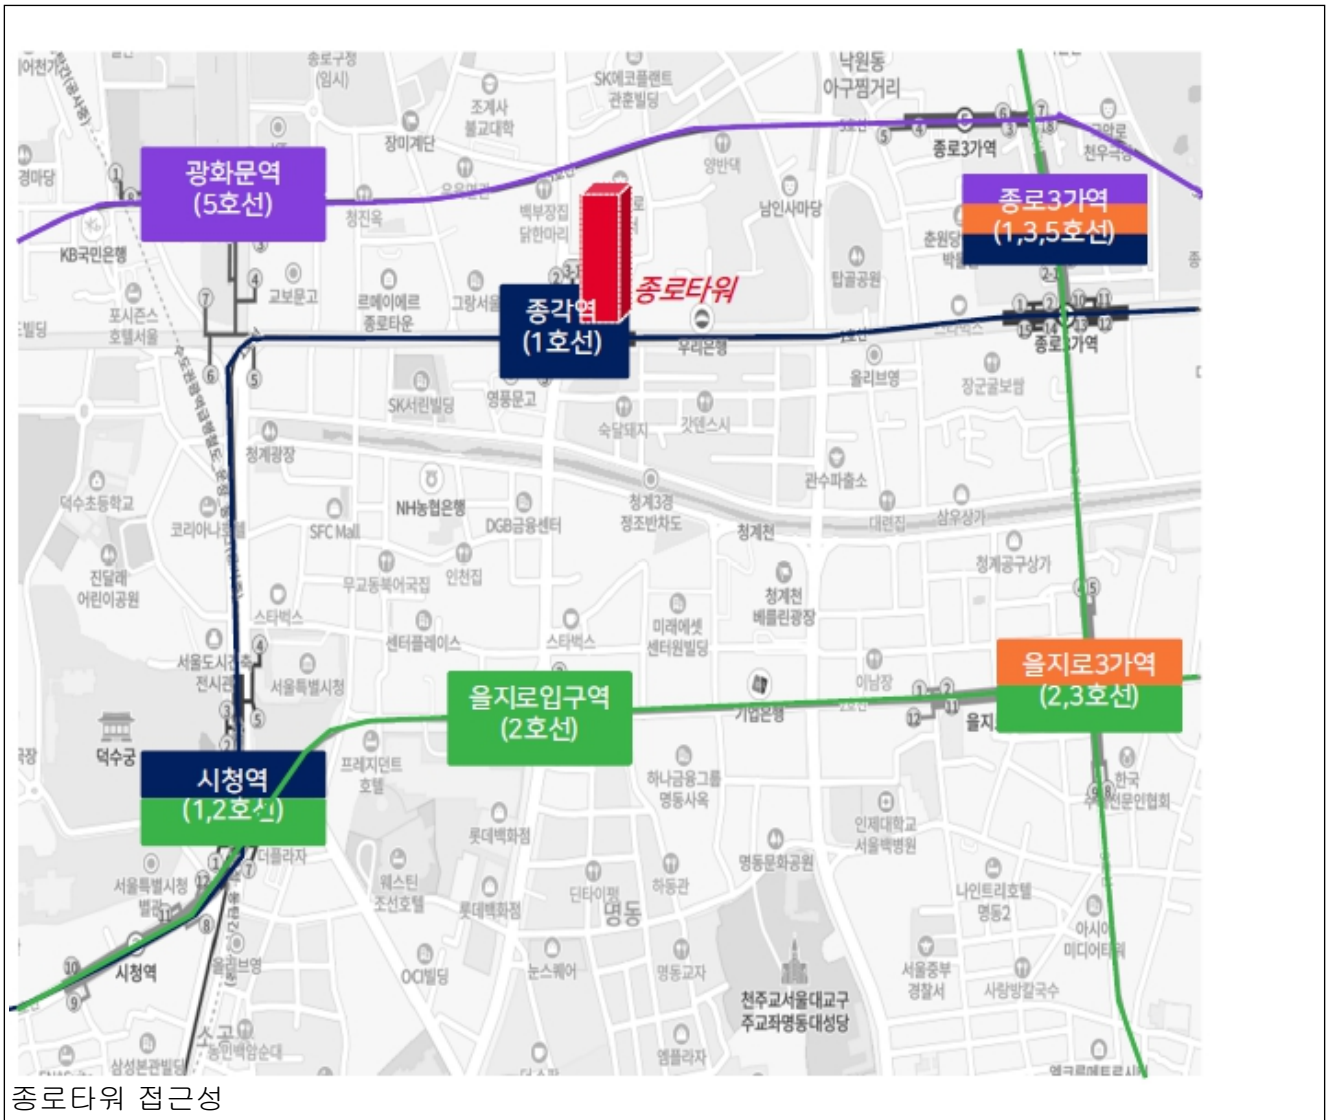 종로구청
(임시)
SK에코플랜트
관훈빌딩
낙원동
아구찜거리
조계사
불교대학
장미계단
양반댁
종로3가역
광화문역
(5호선)
청진옥
백부장집
닭한마리
남인사마당
종로3가역
(1,3,5호선)
KB국민은행
교보문고
르메이에르
종로타운
그랑서울
탑골공원
포시즌스
호텔서울
종각역
(1호선)
종로타워
우리은행
올리브영
장군굴보쌈
SK서린빌딩
영풍문고
숙달돼지
갓덴스시
청계광장
덕수초등학교
NH농협은행
DGB금융센터
청계3경
정조반차도
청계천
관수파출소
대련집
삼우상가
SFC Mall
진달래
어린이공원
무교동북어국집
인천집
청계천
베를린광장
청계공구상가
스타벅스
센터플레이스
스타벅스
미래에셋
센터원빌딩
서울특별시청
이남장
을지로3가역
(2,3호선)
을지로입구역
(2호선)
기업은행
덕수궁
시청역
(1,2호선)
프레지던트
호텔
하나금융그룹
명동사옥
한국
롯데백화점
인제대학교
서울백병원
더플라자
서울특별시청
별관
웨스틴
조선호텔
롯데백화점
딘타이펑
하동관
명동문화공원
나인트리호텔
명동2
명동
시청역
OCI빌딩
눈스퀘어
명동교자
천주교서울대교구
주교좌명동대성당
서울중부
경찰서
사랑방칼국수
삼성본관빌딩
엠플라자
종로타워 접근성